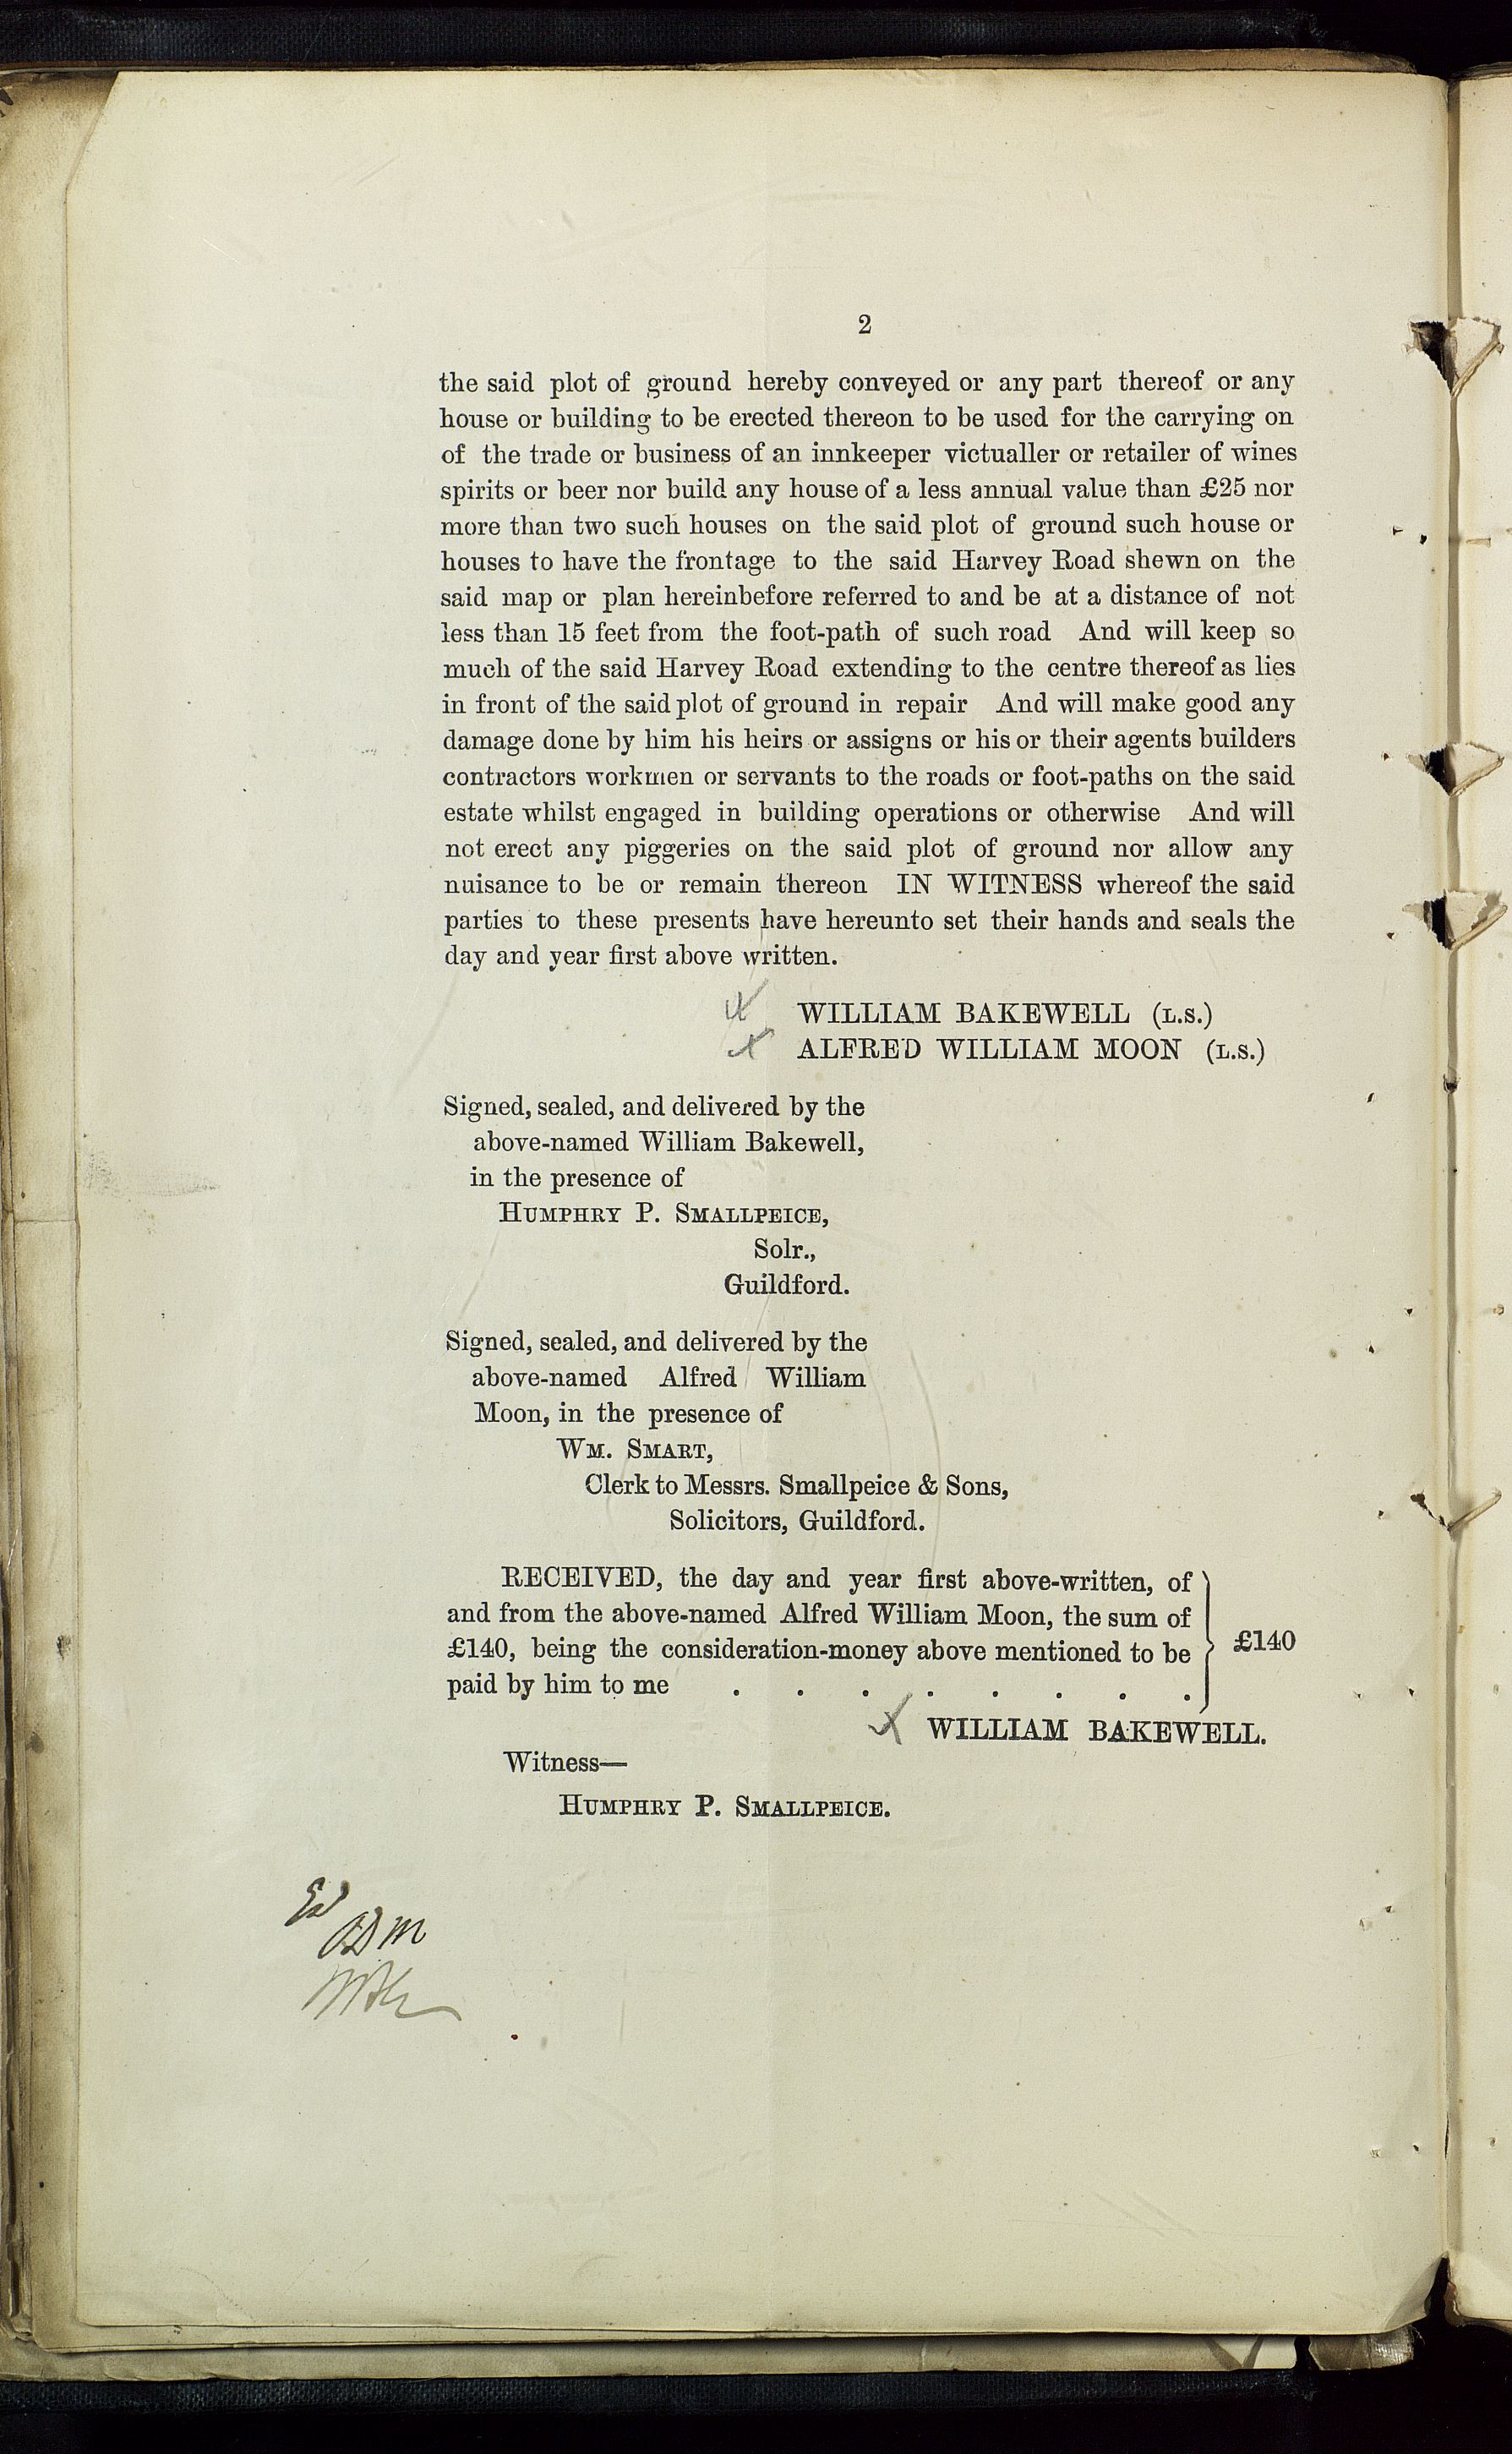 2
the said plot of ground hereby conveyed or any part thereof or any
house or building to be erected thereon to be used for the carrying on
of the trade or business of an innkeeper victualler or retailer of wines
spirits or beer nor build any house of a less annual value than £25 nor
more than two such houses on the said plot of ground such house or
houses to have the frontage to the said Harvey Road shewn on the
said map or plan hereinbefore referred to and be at a distance of not
less than 15 feet from the foot-path of such road And will keep so
much of the said Harvey Road extending to the centre thereof as lies
in front of the said plot of ground in repair And will make good any
damage done by him his heirs or assigns or his or their agents builders
contractors workmen or servants to the roads or foot-paths on the said
estate whilst engaged in building operations or otherwise And will
not erect any piggeries on the said plot of ground nor allow any
nuisance to be or remain thereon IN WITNESS whereof the said
parties to these presents have hereunto set their hands and seals the
day and year first above written.
WILLIAM BAKEWELL (L.S.)
ALFRED WILLIAM MOON (L.S.)
Signed, sealed, and delivered by the
above-named William Bakewell,
in the presence of
HUMPHRY P. SMALLPEICE,
Solr.,
Guildford.
Signed, sealed, and delivered by the
above-named Alfred William
Moon, in the presence of
WM. SMART,
Clerk to Messrs. Smallpeice & Sons,
Solicitors, Guildford.
RECEIVED, the day and year first above-written, of
and from the above-named Alfred William Moon, the sum of
£140, being the consideration-money above mentioned to be £140
paid by him to me . . . . . . . .
WILLIAM BAKEWELL.
Witness—
HUMPHRY P. SMALLPEICE.